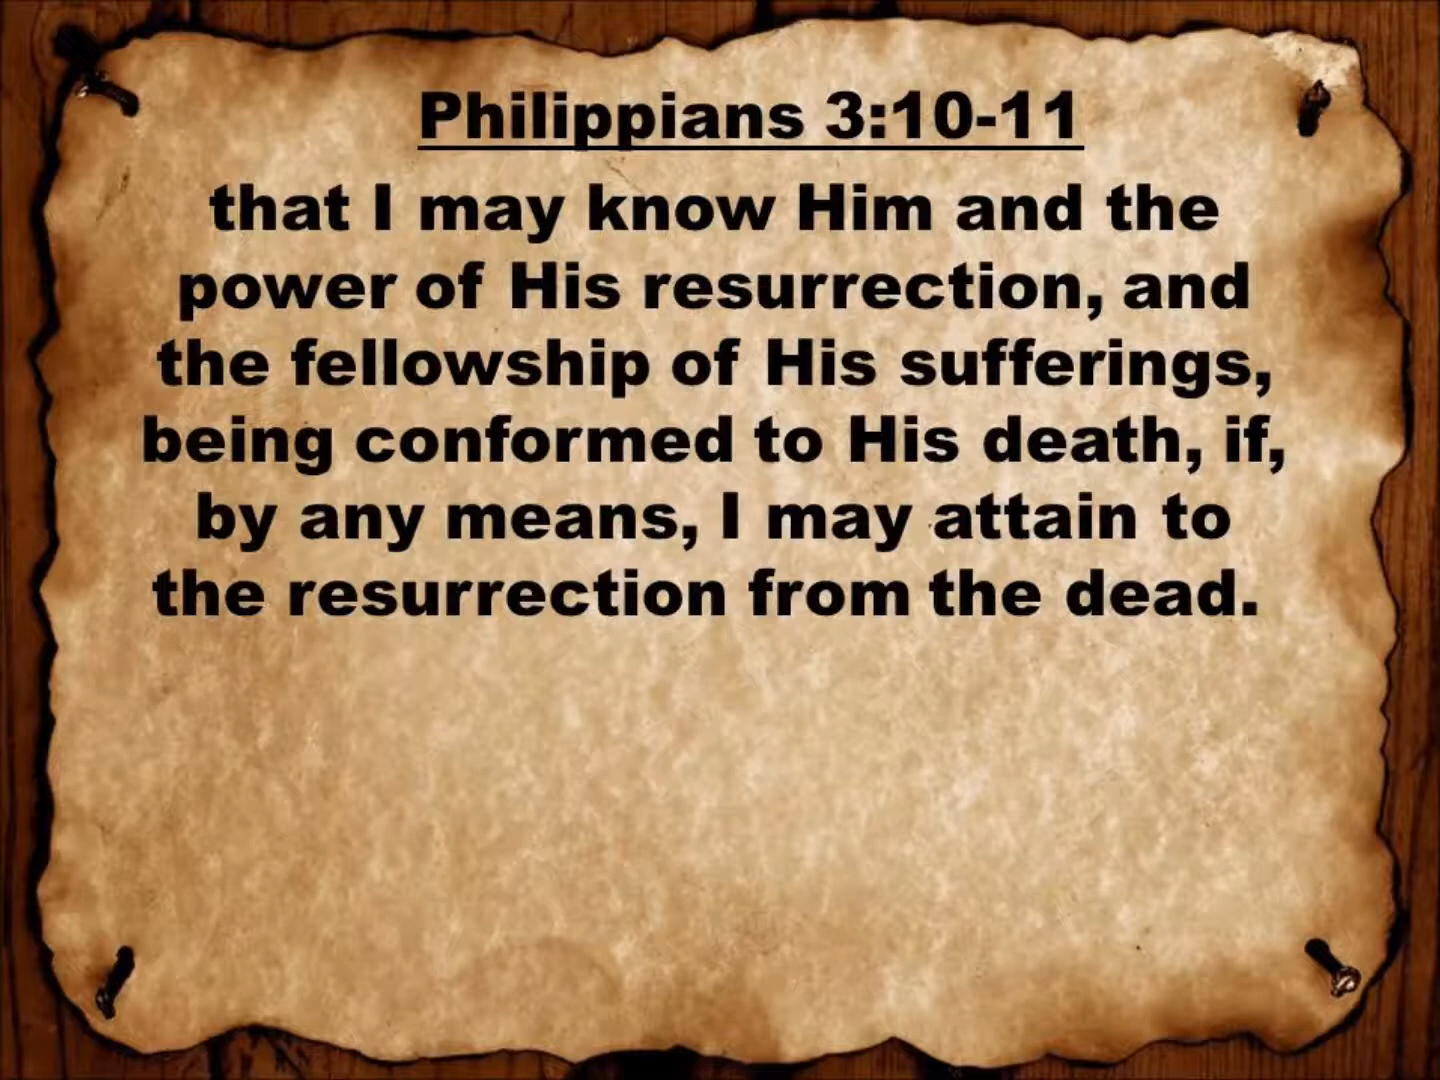 Philippians 3:10-11
that I may know Him and the
power of His resurrection, and
the fellowship of His sufferings,
being conformed to His death, if,
by any means, I may attain to
the resurrection from the dead.